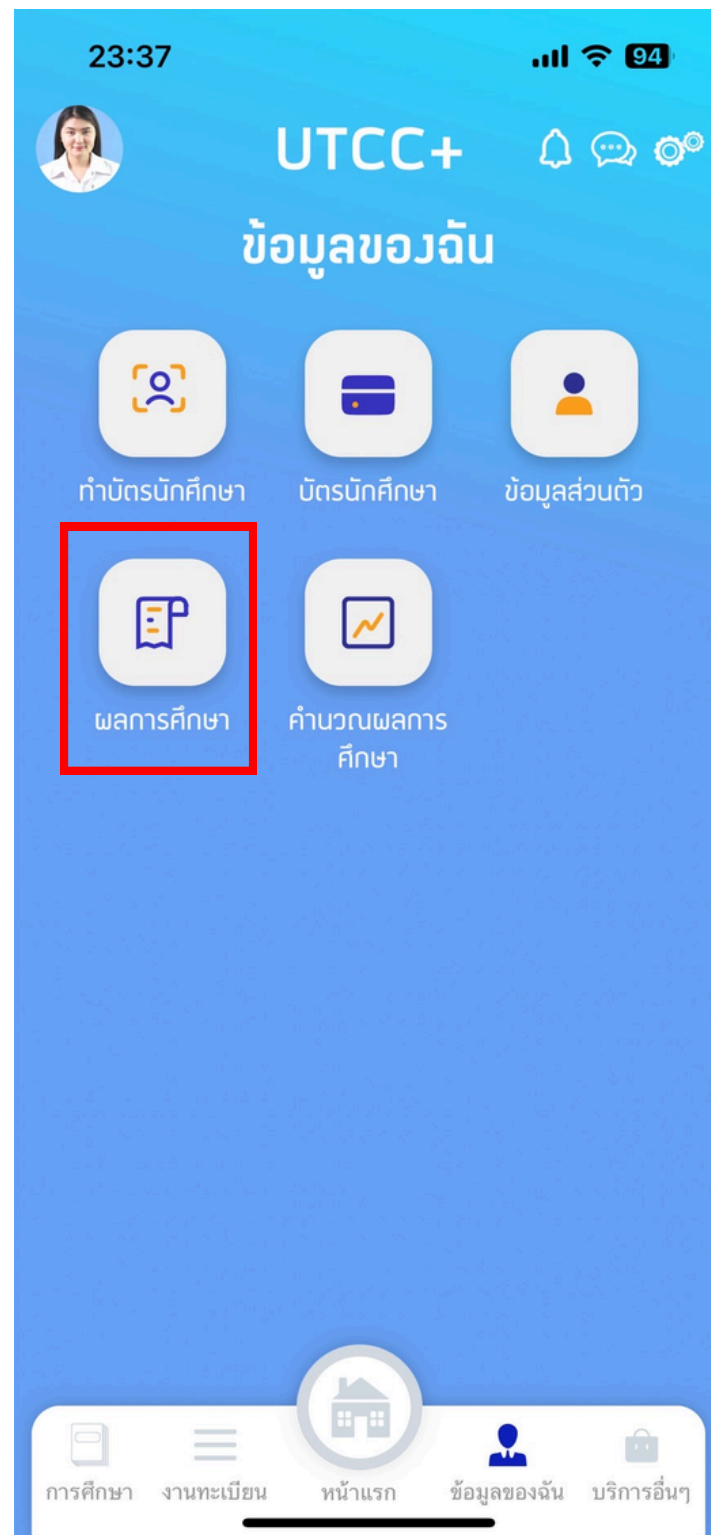 23:37 94
UTCC+
ข้อมูลของฉัน
ทำบัตรนักศึกษา บัตรนักศึกษา ข้อมูลส่วนตัว
ผลการศึกษา คำนวณผลการ
ศึกษา
การศึกษา งานทะเบียน หน้าแรก ข้อมูลของฉัน บริการอื่นๆ